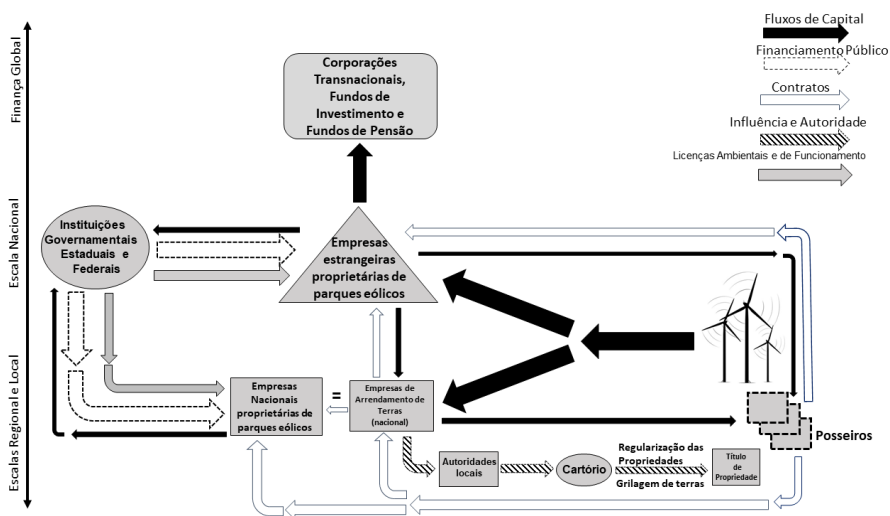 Fluxos de Capital
Financiamento Público
Contratos
Influência e Autoridade
Licenças Ambientais e de Funcionamento
Finança Global
Escala Nacional
Escalas Regional e Local
Corporações
Transnacionais,
Fundos de
Investimento e
Fundos de Pensão
Instituições
Governamentais
Estaduais e
Federais
Empresas
estrangeiras
proprietárias de
parques eólicos
Empresas
Nacionais
proprietárias de
parques eólicos
=
Empresas de
Arrendamento de
Terras
(nacional)
Posseiros
Autoridades
locais
Cartório
Regularização das
Propriedades
Grilagem de terras
Título
de
Propriedade